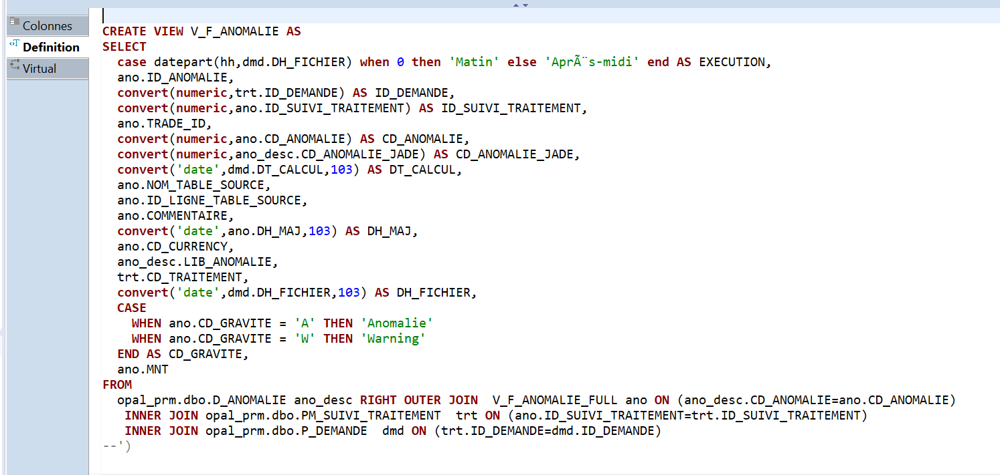 Colonnes
Definition
Virtual
CREATE VIEW V_F_ANOMALIE AS
SELECT
case datepart(hh,dmd.DH_FICHIER) when 0 then 'Matin' else 'AprÃ¨s-midi' end AS EXECUTION,
ano.ID_ANOMALIE,
convert(numeric,trt.ID_DEMANDE) AS ID_DEMANDE,
convert(numeric,ano.ID_SUIVI_TRAITEMENT) AS ID_SUIVI_TRAITEMENT,
ano.TRADE_ID,
convert(numeric,ano.CD_ANOMALIE) AS CD_ANOMALIE,
convert(numeric,ano_desc.CD_ANOMALIE_JADE) AS CD_ANOMALIE_JADE,
convert('date',dmd.DT_CALCUL,103) AS DT_CALCUL,
ano.NOM_TABLE_SOURCE,
ano.ID_LIGNE_TABLE_SOURCE,
ano.COMMENTAIRE,
convert('date',ano.DH_MAJ,103) AS DH_MAJ,
ano.CD_CURRENCY,
ano_desc.LIB_ANOMALIE,
trt.CD_TRAITEMENT,
convert('date',dmd.DH_FICHIER,103) AS DH_FICHIER,
CASE
WHEN ano.CD_GRAVITE = 'A' THEN 'Anomalie'
WHEN ano.CD_GRAVITE = 'W' THEN 'Warning'
END AS CD_GRAVITE,
ano.MNT
FROM
opal_prm.dbo.D_ANOMALIE ano_desc RIGHT OUTER JOIN  V_F_ANOMALIE_FULL ano ON (ano_desc.CD_ANOMALIE=ano.CD_ANOMALIE)
INNER JOIN opal_prm.dbo.PM_SUIVI_TRAITEMENT  trt ON (ano.ID_SUIVI_TRAITEMENT=trt.ID_SUIVI_TRAITEMENT)
INNER JOIN opal_prm.dbo.P_DEMANDE  dmd ON (trt.ID_DEMANDE=dmd.ID_DEMANDE)
--')